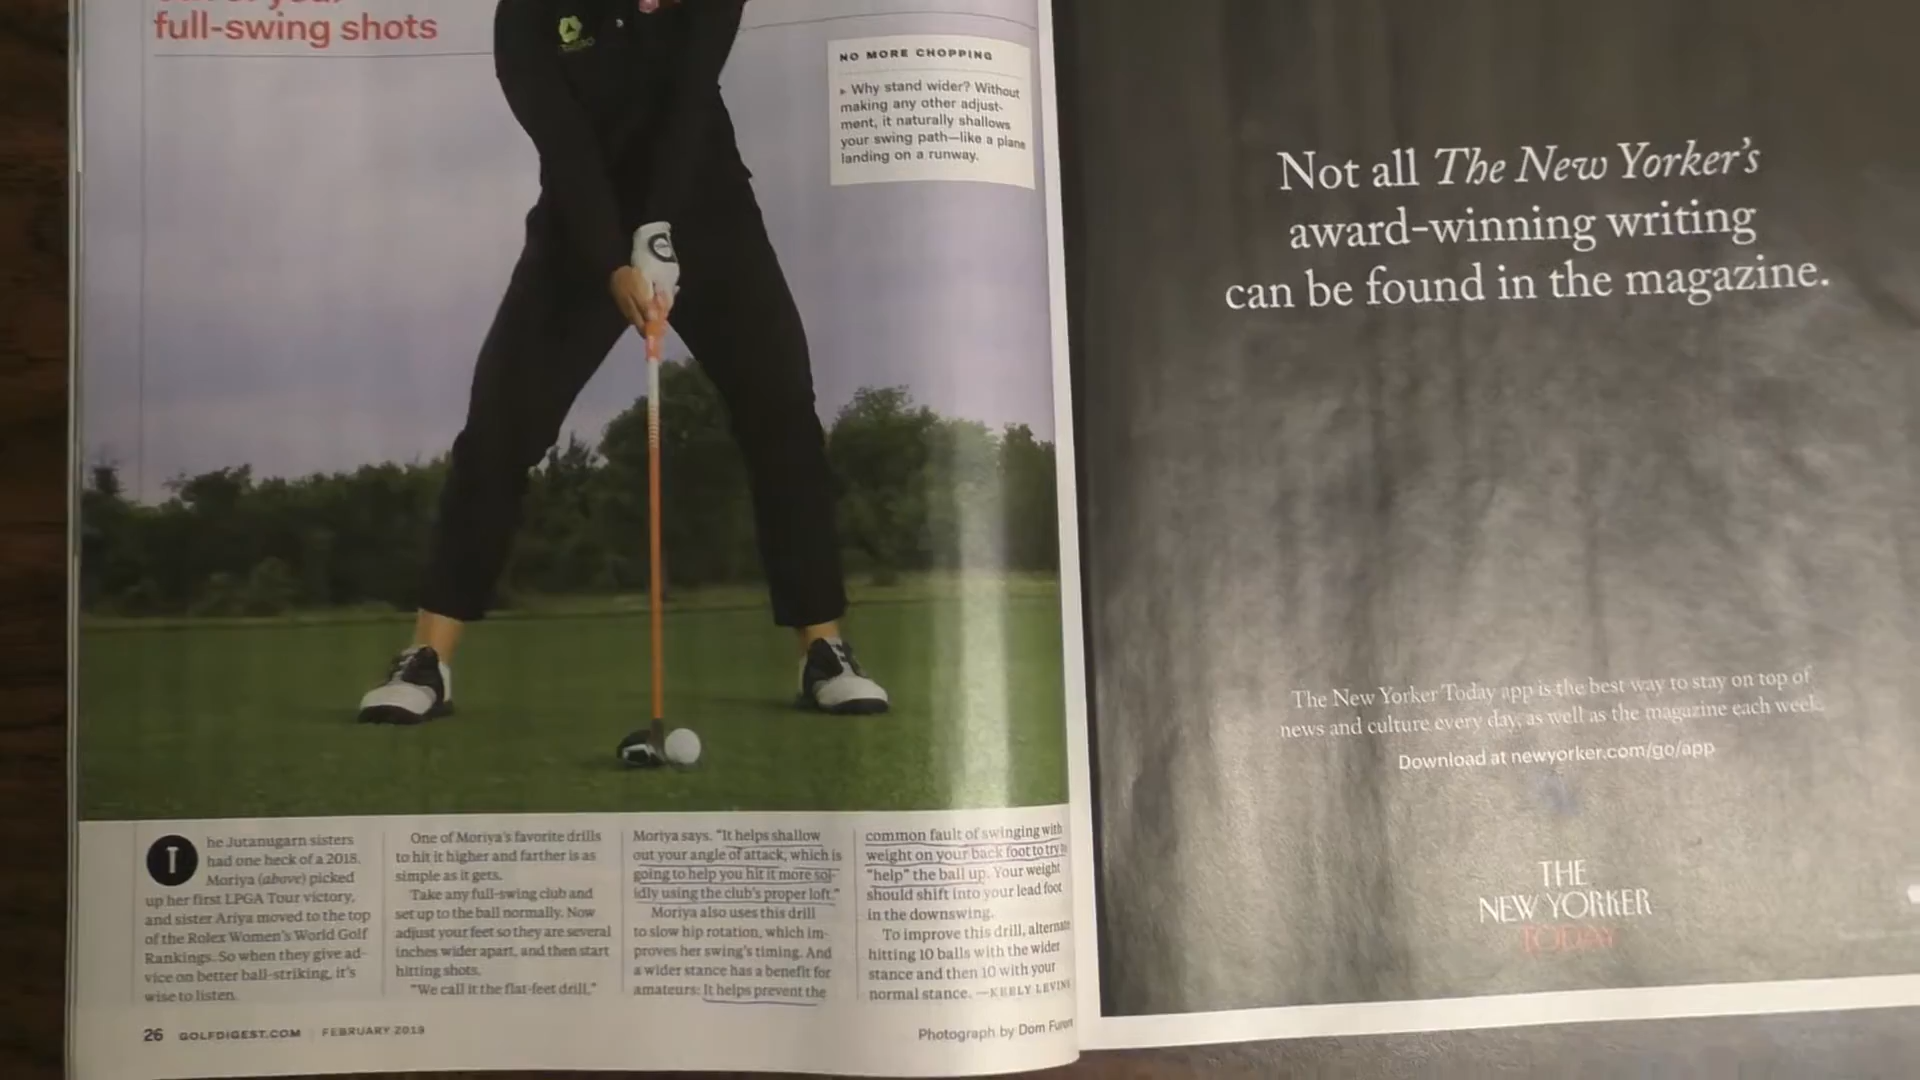 full-swing shots
NO MORE CHOPPING
▸ Why stand wider? Without
making any other adjust-
ment, it naturally shallows
your swing path—like a plane
landing on a runway.
The Jutanugarn sisters
had one heck of a 2018.
Moriya (above) picked
up her first LPGA Tour victory,
and sister Ariya moved to the top
of the Rolex Women's World Golf
Rankings. So when they give ad-
vice on better ball-striking, it's
wise to listen.
One of Moriya's favorite drills
to hit it higher and farther is as
simple as it gets.
Take any full-swing club and
set up to the ball normally. Now
adjust your feet so they are several
inches wider apart, and then start
hitting shots.
"We call it the flat-feet drill,"
Moriya says. "It helps shallow
out your angle of attack, which is
going to help you hit it more sol-
idly using the club's proper loft."
Moriya also uses this drill
to slow hip rotation, which im-
proves her swing's timing. And
a wider stance has a benefit for
amateurs: It helps prevent the
common fault of swinging with
weight on your back foot to try to
"help" the ball up. Your weight
should shift into your lead foot
in the downswing.
To improve this drill, alternate
hitting 10 balls with the wider
stance and then 10 with your
normal stance. —KEELY LEVINS
26 GOLFDIGEST.COM | FEBRUARY 2019
Photograph by Dom Furore
Not all The New Yorker's
award-winning writing
can be found in the magazine.
The New Yorker Today app is the best way to stay on top of
news and culture every day, as well as the magazine each week.
Download at newyorker.com/go/app
THE
NEW YORKER
TODAY